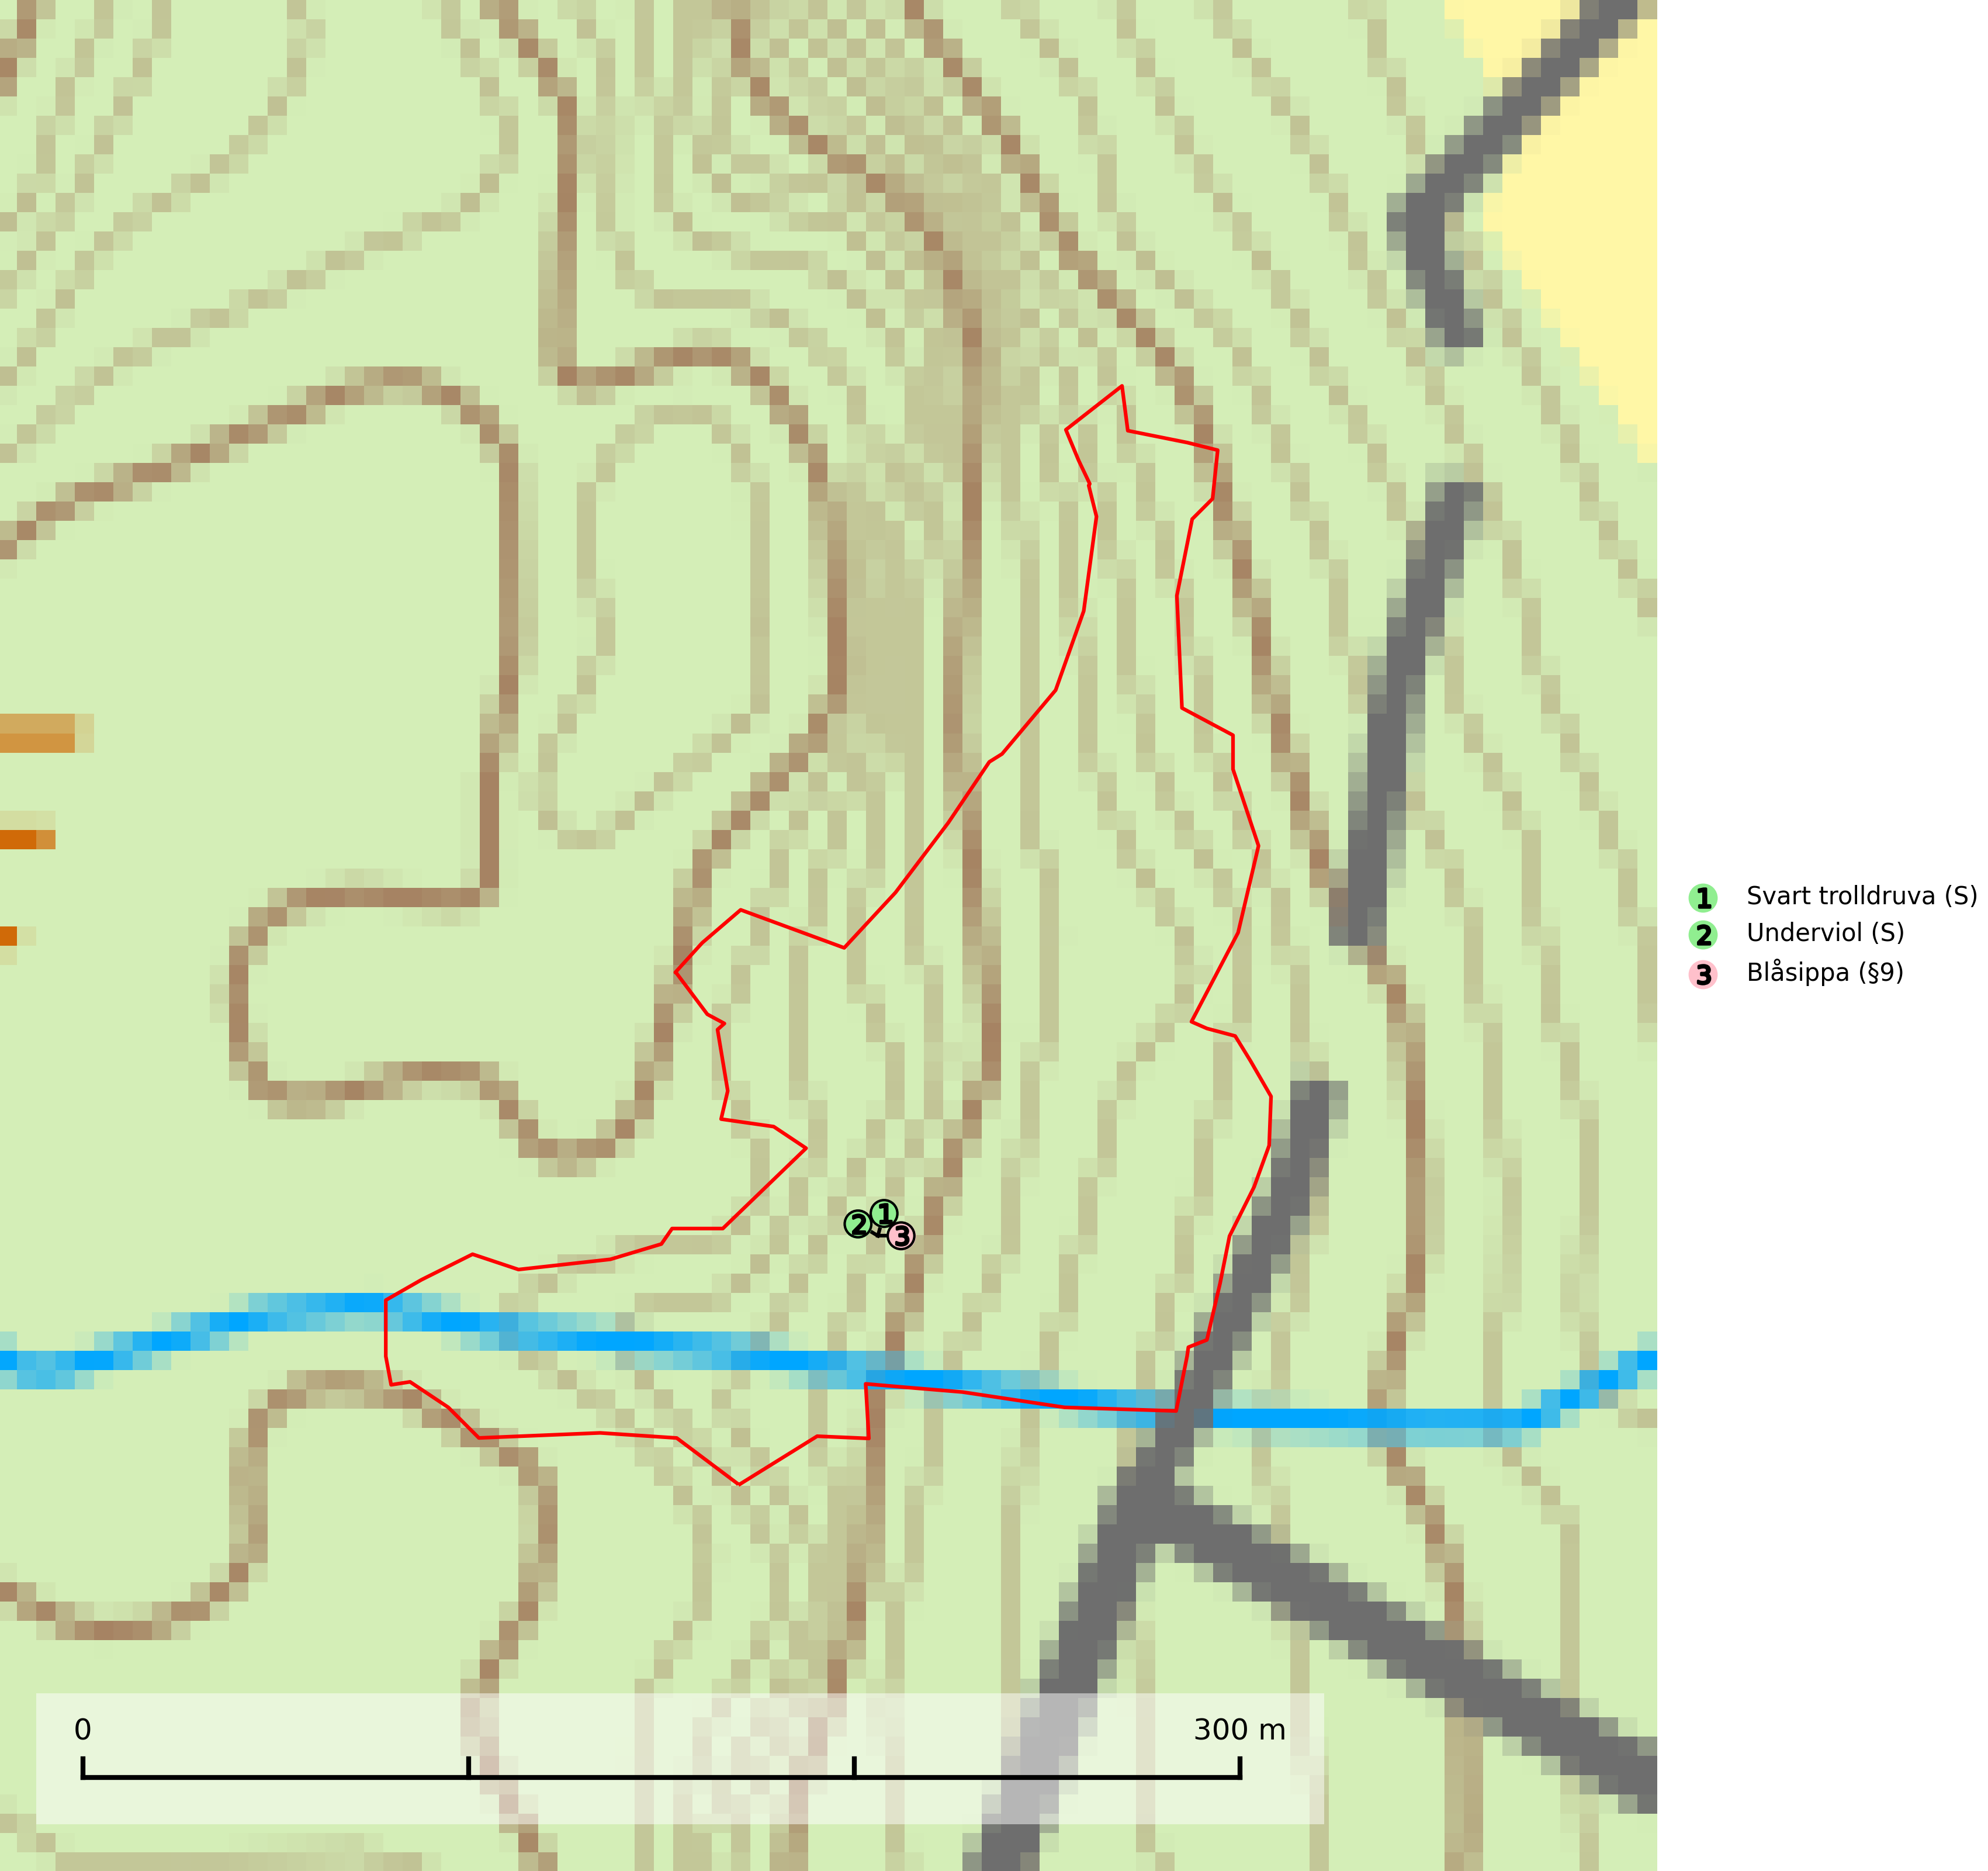 1 Svart trolldruva (S)
2 Underviol (S)
3 Blåsippa (§9)
1
2
3
0 300 m